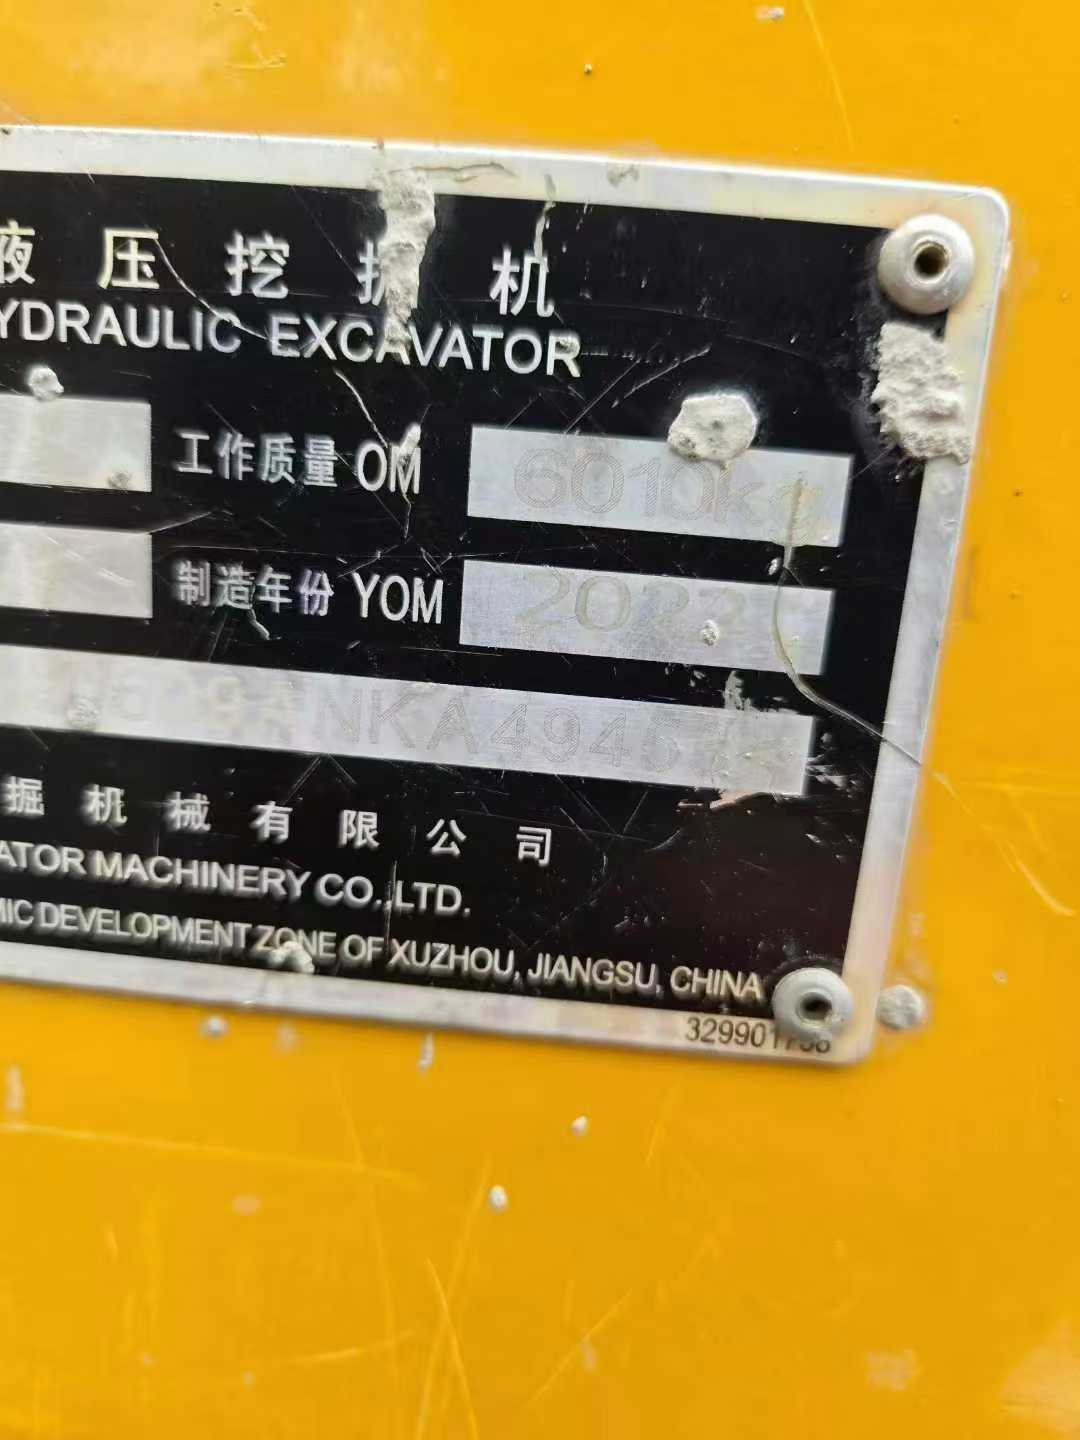 液压挖掘机
YDRAULIC EXCAVATOR
工作质量 OM 6010kg
制造年份 YOM 2022
掘机械有限公司
ATOR MACHINERY CO.,LTD.
MIC DEVELOPMENT ZONE OF XUZHOU, JIANGSU, CHINA